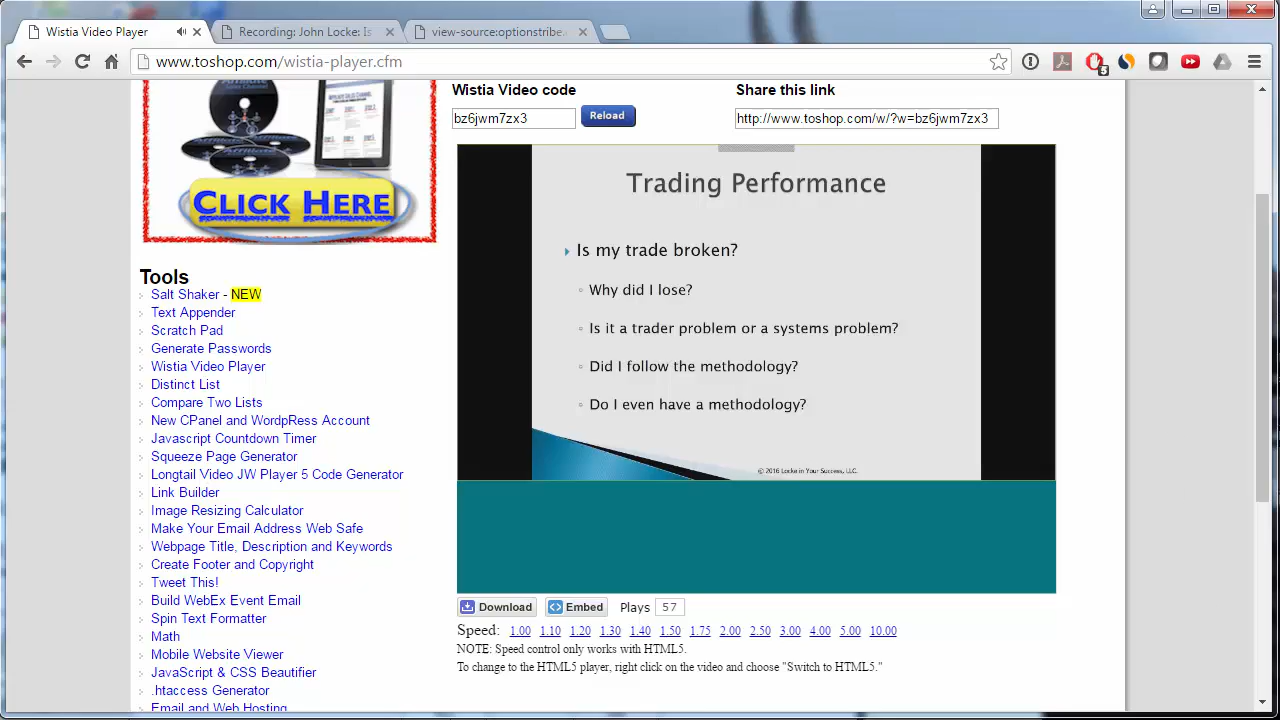 Wistia Video Player
Recording: John Locke: Is
view-source:optionstribe.
www.toshop.com/wistia-player.cfm
CLICK HERE
Tools
Salt Shaker - NEW
Text Appender
Scratch Pad
Generate Passwords
Wistia Video Player
Distinct List
Compare Two Lists
New CPanel and WordPress Account
Javascript Countdown Timer
Squeeze Page Generator
Longtail Video JW Player 5 Code Generator
Link Builder
Image Resizing Calculator
Make Your Email Address Web Safe
Webpage Title, Description and Keywords
Create Footer and Copyright
Tweet This!
Build WebEx Event Email
Spin Text Formatter
Math
Mobile Website Viewer
JavaScript & CSS Beautifier
.htaccess Generator
Email and Web Hosting
Wistia Video code
bz6jwm7zx3 Reload
Share this link
http://www.toshop.com/w/?w=bz6jwm7zx3
Trading Performance
Is my trade broken?
Why did I lose?
Is it a trader problem or a systems problem?
Did I follow the methodology?
Do I even have a methodology?
© 2016 Locke in Your Success, LLC.
Download Embed Plays 57
Speed: 1.00 1.10 1.20 1.30 1.40 1.50 1.75 2.00 2.50 3.00 4.00 5.00 10.00
NOTE: Speed control only works with HTML5.
To change to the HTML5 player, right click on the video and choose "Switch to HTML5."